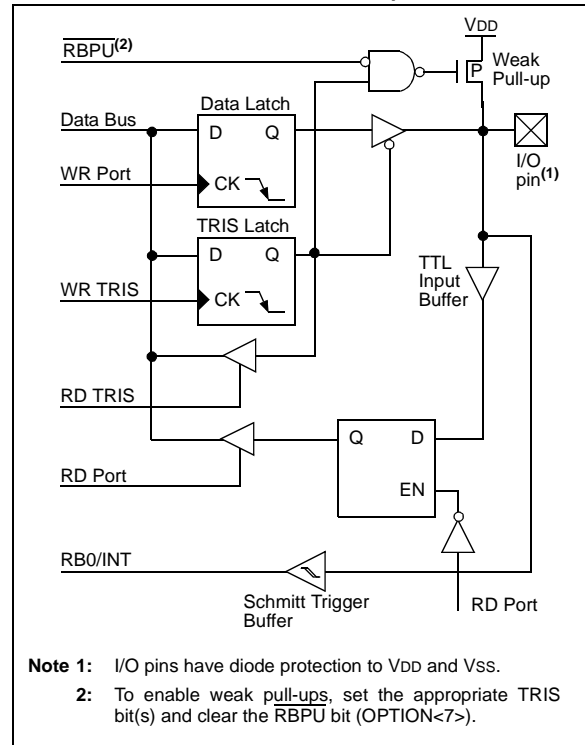 VDD
RBPU(2)
P
Weak
Pull-up
Data Latch
Data Bus
D Q
I/O
pin(1)
WR Port
CK
TRIS Latch
D Q
TTL
Input
Buffer
WR TRIS
CK
RD TRIS
Q D
RD Port
EN
RB0/INT
Schmitt Trigger
Buffer
RD Port
Note 1: I/O pins have diode protection to VDD and VSS.
2: To enable weak pull-ups, set the appropriate TRIS
bit(s) and clear the RBPU bit (OPTION<7>).